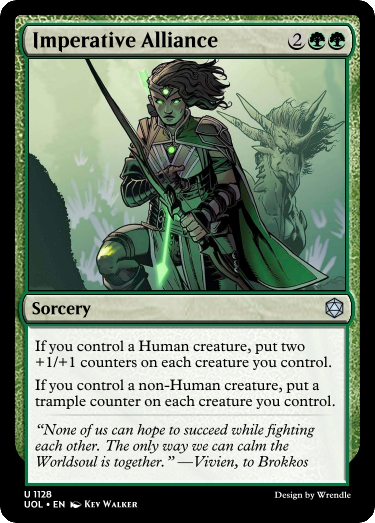 Imperative Alliance 2
Sorcery
If you control a Human creature, put two
+1/+1 counters on each creature you control.
If you control a non-Human creature, put a
trample counter on each creature you control.
“None of us can hope to succeed while fighting
each other. The only way we can calm the
Worldsoul is together.” —Vivien, to Brokkos
U 1128
UOL • EN Kev Walker
Design by Wrendle